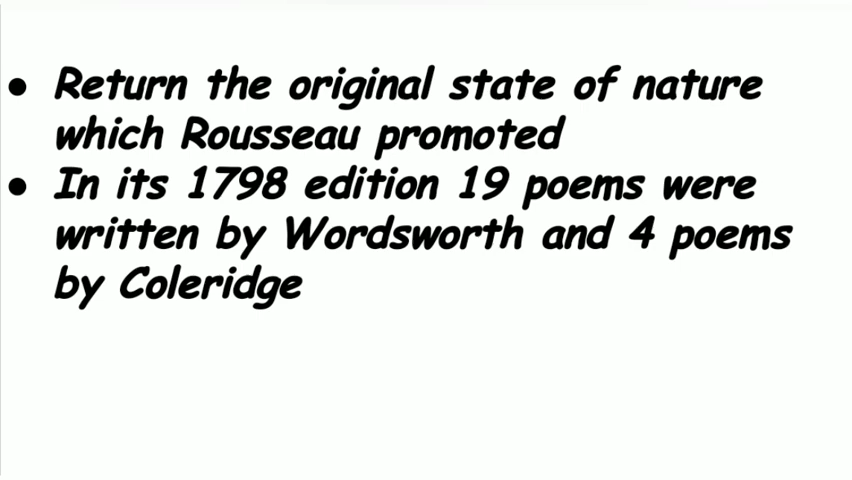 • Return the original state of nature
which Rousseau promoted
• In its 1798 edition 19 poems were
written by Wordsworth and 4 poems
by Coleridge